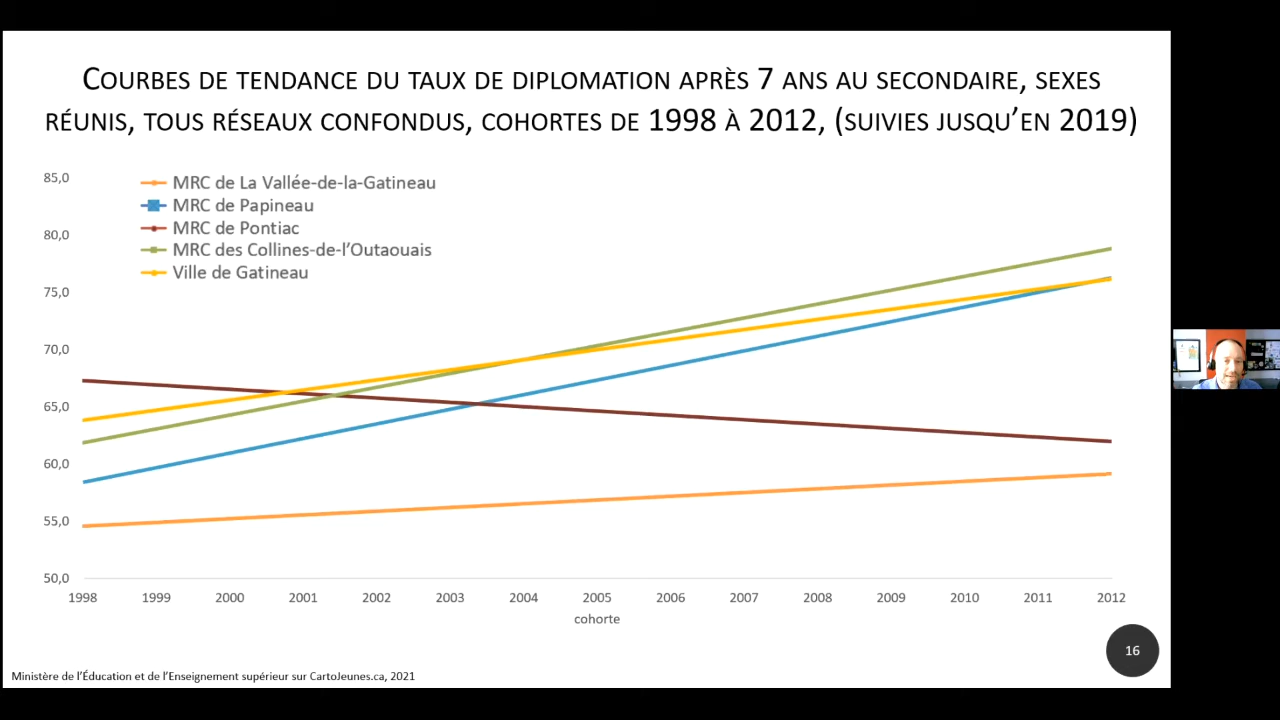 COURBES DE TENDANCE DU TAUX DE DIPLOMATION APRÈS 7 ANS AU SECONDAIRE, SEXES
RÉUNIS, TOUS RÉSEAUX CONFONDUS, COHORTES DE 1998 À 2012, (SUIVIES JUSQU'EN 2019)
85,0
80,0
75,0
70,0
65,0
60,0
55,0
50,0
MRC de La Vallée-de-la-Gatineau
MRC de Papineau
MRC de Pontiac
MRC des Collines-de-l'Outaouais
Ville de Gatineau
1998 1999 2000 2001 2002 2003 2004 2005 2006 2007 2008 2009 2010 2011 2012
cohorte
16
Ministère de l'Éducation et de l'Enseignement supérieur sur CartoJeunes.ca, 2021